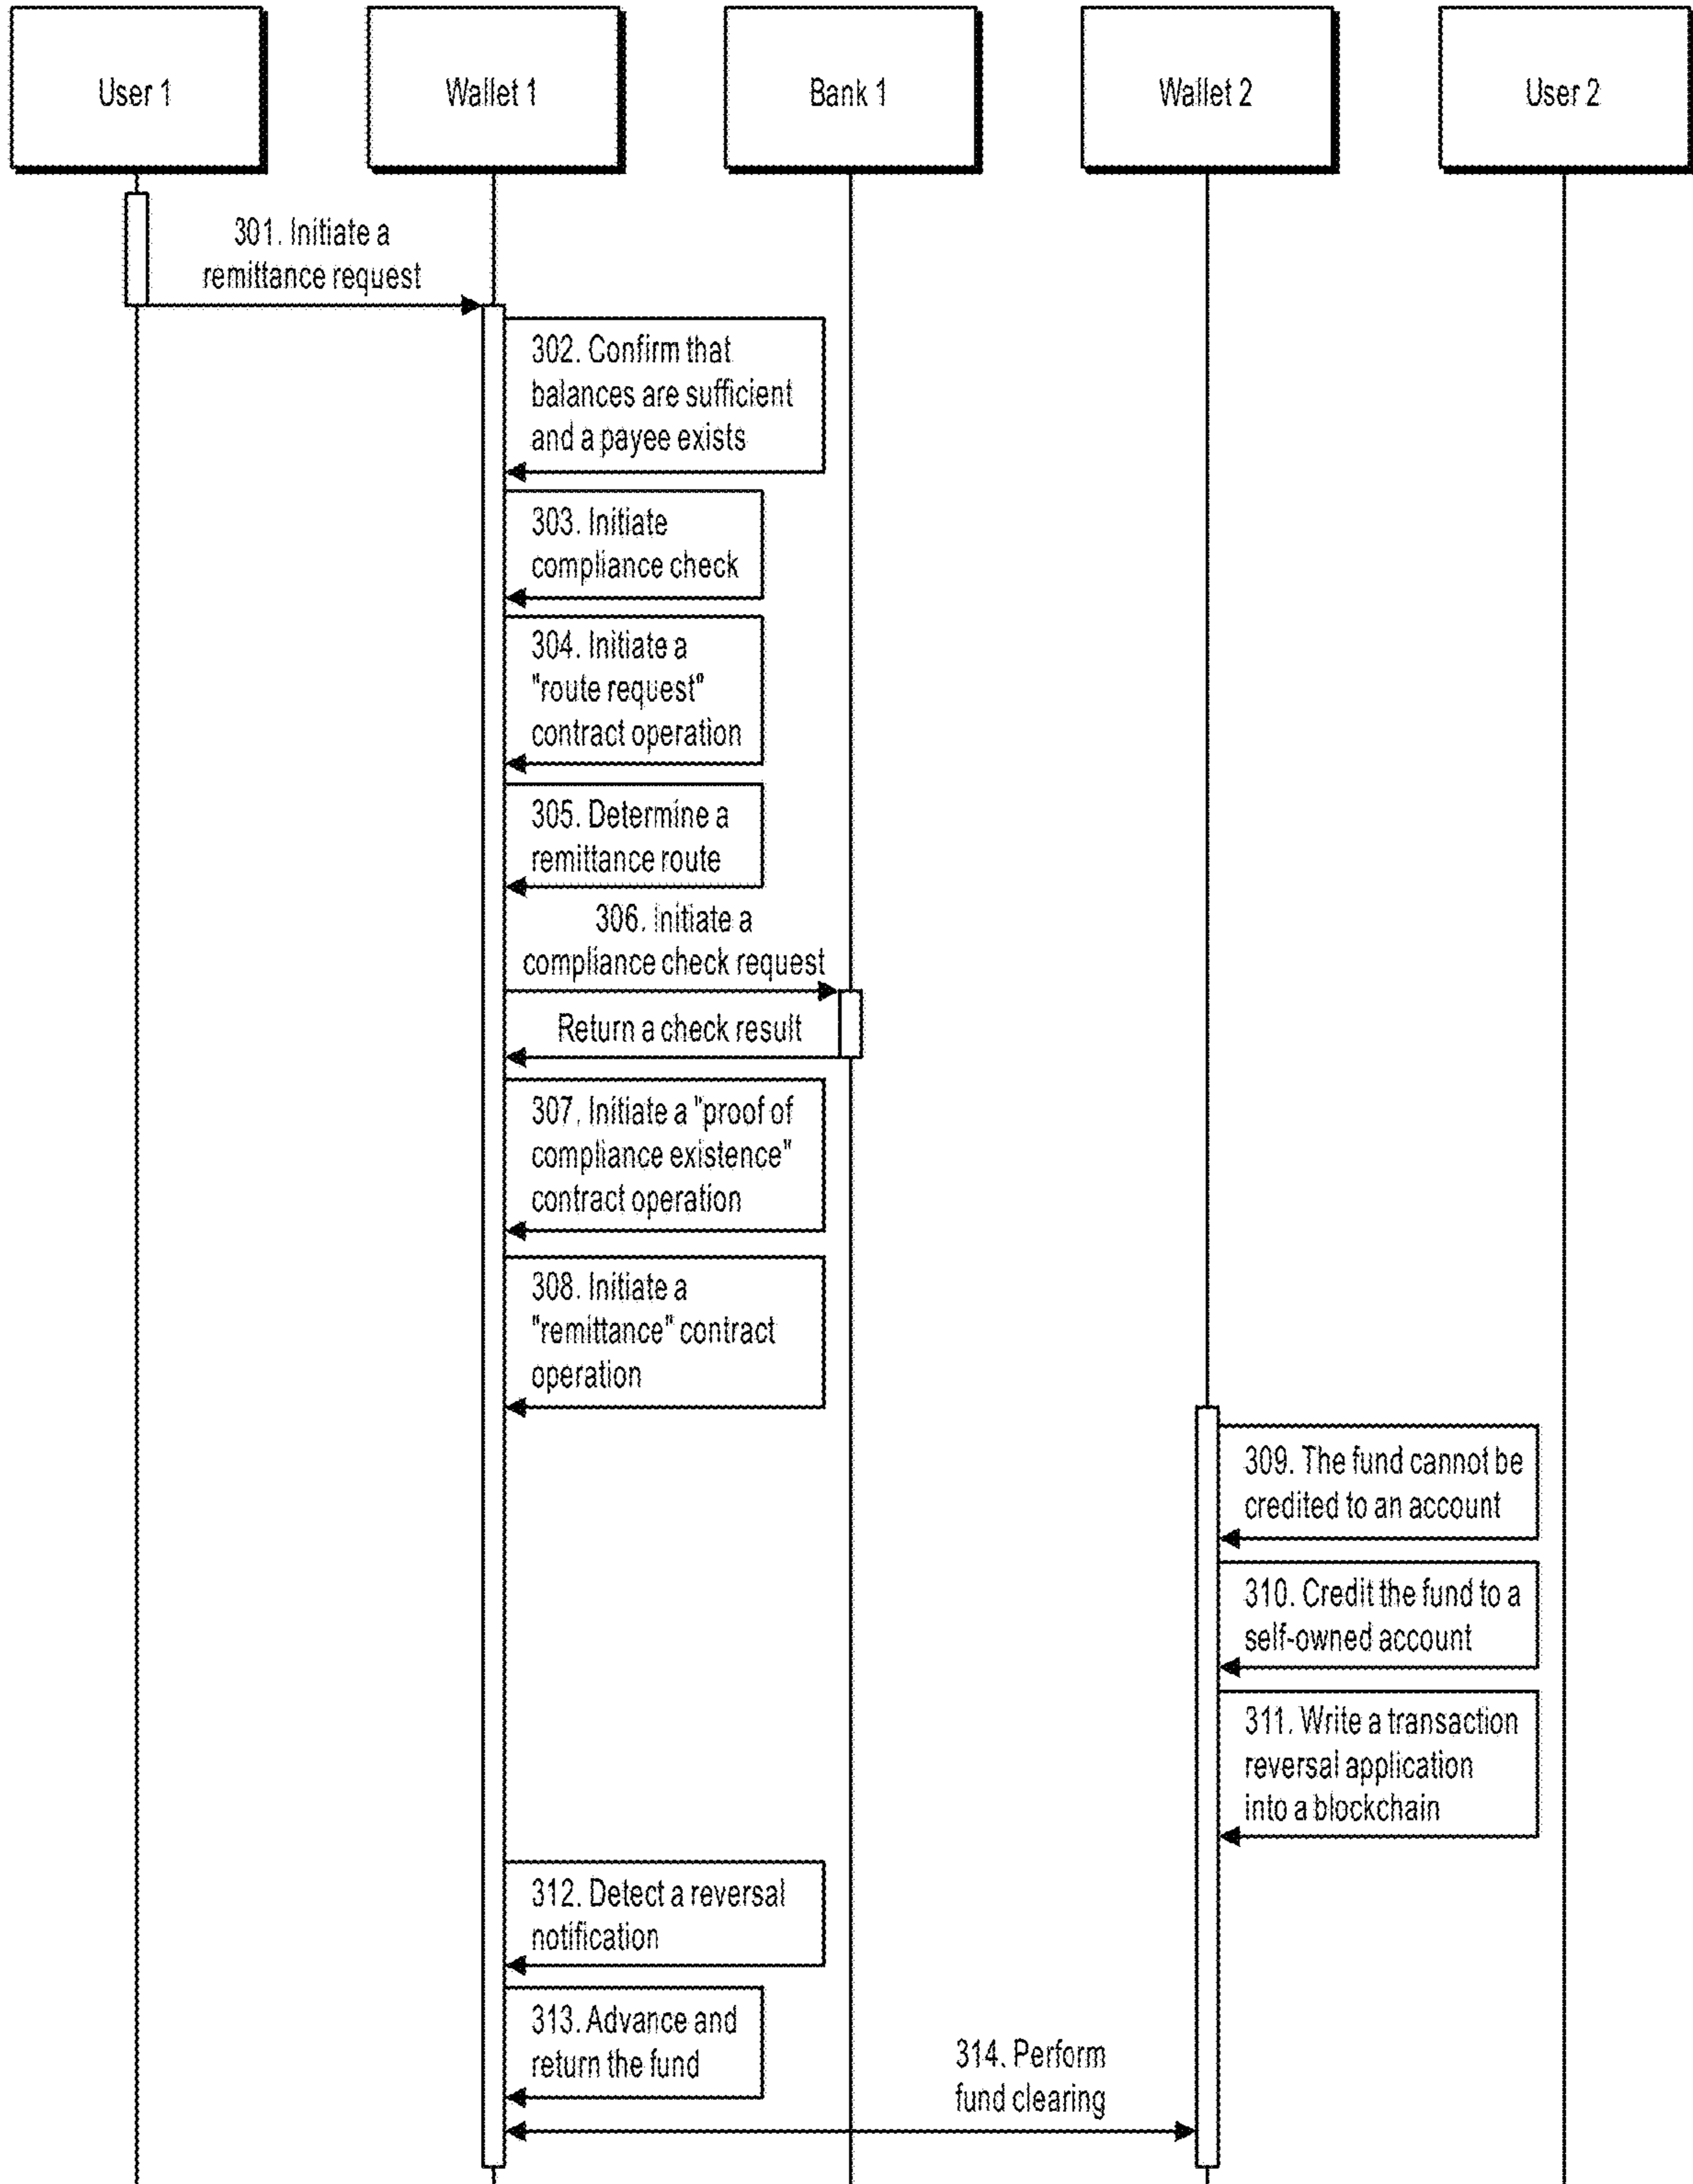 User 1
Wallet 1
Bank 1
Wallet 2
User 2
301. Initiate a
remittance request
302. Confirm that
balances are sufficient
and a payee exists
303. Initiate
compliance check
304. Initiate a
"route request"
contract operation
305. Determine a
remittance route
306. Initiate a
compliance check request
Return a check result
307. Initiate a "proof of
compliance existence"
contract operation
308. Initiate a
"remittance" contract
operation
309. The fund cannot be
credited to an account
310. Credit the fund to a
self-owned account
311. Write a transaction
reversal application
into a blockchain
312. Detect a reversal
notification
313. Advance and
return the fund
314. Perform
fund clearing